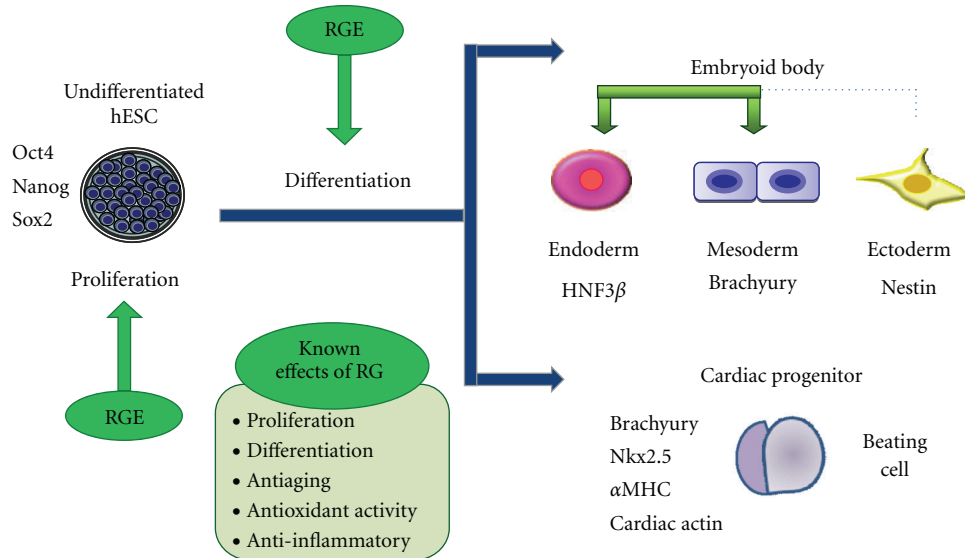 RGE
Undifferentiated
hESC
Oct4
Nanog
Sox2
Proliferation
RGE
Differentiation
Known
effects of RG
• Proliferation
• Differentiation
• Antiaging
• Antioxidant activity
• Anti-inflammatory
Embryoid body
Endoderm
HNF3β
Mesoderm
Brachyury
Ectoderm
Nestin
Cardiac progenitor
Brachyury
Nkx2.5
αMHC
Cardiac actin
Beating
cell